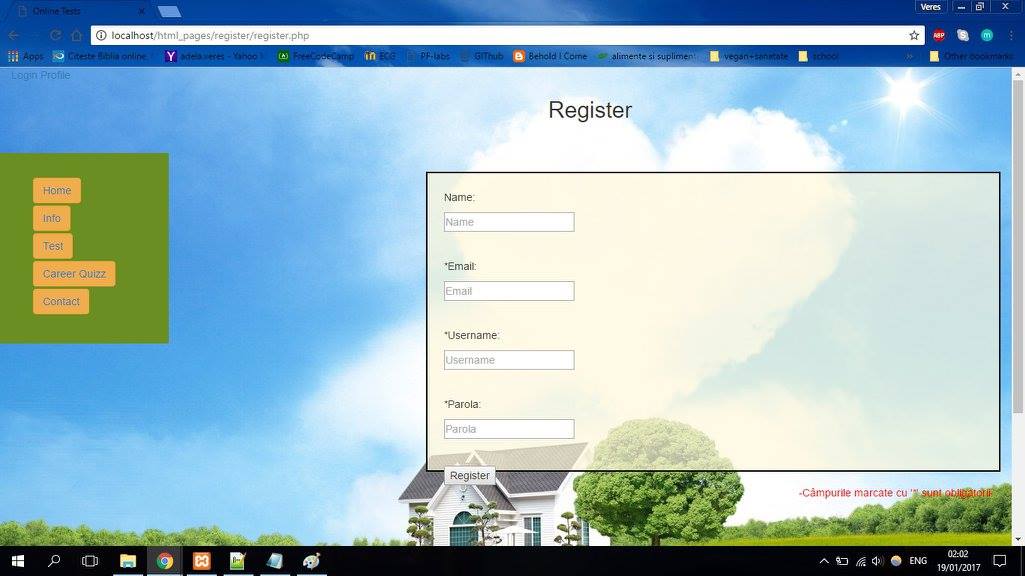 Online Tests
Veres
localhost/html_pages/register/register.php
ABP
m
Apps Citeste Biblia online Y adela.veres - Yahoo ECG FreeCodeCamp PF-labs GITHub Behold I Come alimente si supliment vegan+sanatate school » Other bookmarks
Login Profile
Register
Home
Info
Test
Career Quizz
Contact
Name:
Name
*Email:
Email
*Username:
Username
*Parola:
Parola
Register
-Câmpurile marcate cu '*' sunt obligatorii
ENG
02:02
19/01/2017